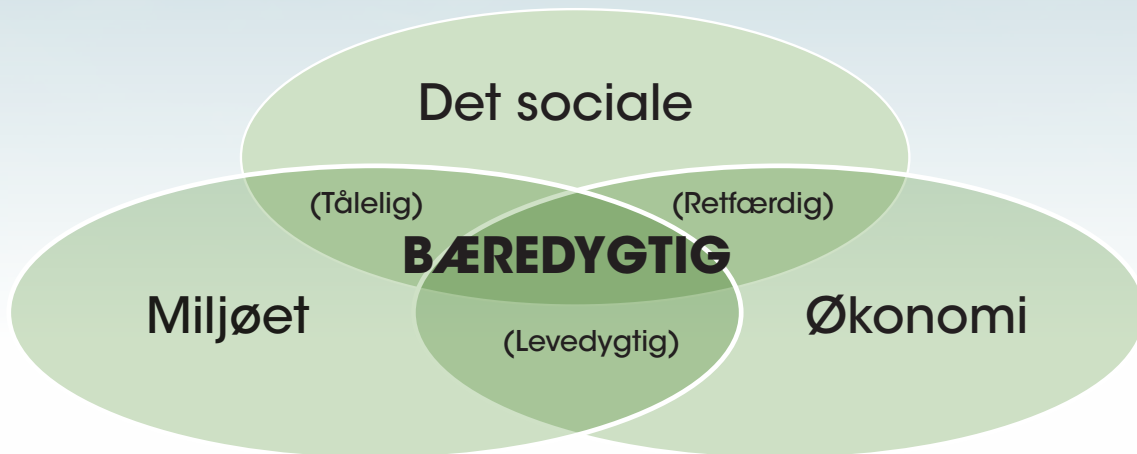 Det sociale
(Tålelig)
(Retfærdig)
BÆREDYGTIG
Miljøet
Økonomi
(Levedygtig)